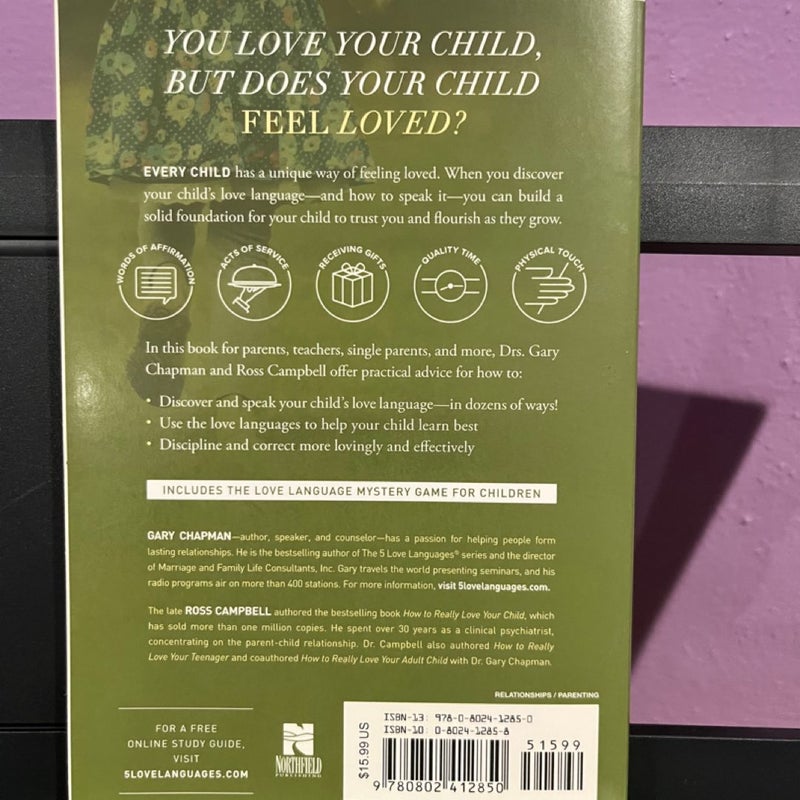 YOU LOVE YOUR CHILD,
BUT DOES YOUR CHILD
FEEL LOVED?
EVERY CHILD has a unique way of feeling loved. When you discover
your child's love language—and how to speak it—you can build a
solid foundation for your child to trust you and flourish as they grow.
WORDS OF AFFIRMATION
ACTS OF SERVICE
RECEIVING GIFTS
QUALITY TIME
PHYSICAL TOUCH
In this book for parents, teachers, single parents, and more, Drs. Gary
Chapman and Ross Campbell offer practical advice for how to:
• Discover and speak your child's love language—in dozens of ways!
• Use the love languages to help your child learn best
• Discipline and correct more lovingly and effectively
INCLUDES THE LOVE LANGUAGE MYSTERY GAME FOR CHILDREN
GARY CHAPMAN—author, speaker, and counselor—has a passion for helping people form
lasting relationships. He is the bestselling author of The 5 Love Languages® series and the director
of Marriage and Family Life Consultants, Inc. Gary travels the world presenting seminars, and his
radio programs air on more than 400 stations. For more information, visit 5lovelanguages.com.
The late ROSS CAMPBELL authored the bestselling book How to Really Love Your Child, which
has sold more than one million copies. He spent over 30 years as a clinical psychiatrist,
concentrating on the parent-child relationship. Dr. Campbell also authored How to Really
Love Your Teenager and coauthored How to Really Love Your Adult Child with Dr. Gary Chapman.
RELATIONSHIPS / PARENTING
FOR A FREE
ONLINE STUDY GUIDE,
VISIT
5LOVELANGUAGES.COM
NORTHFIELD
PUBLISHING
$15.99 US
ISBN-13: 978-0-8024-1285-0
ISBN-10: 0-8024-1285-8
51599
9 780802 412850